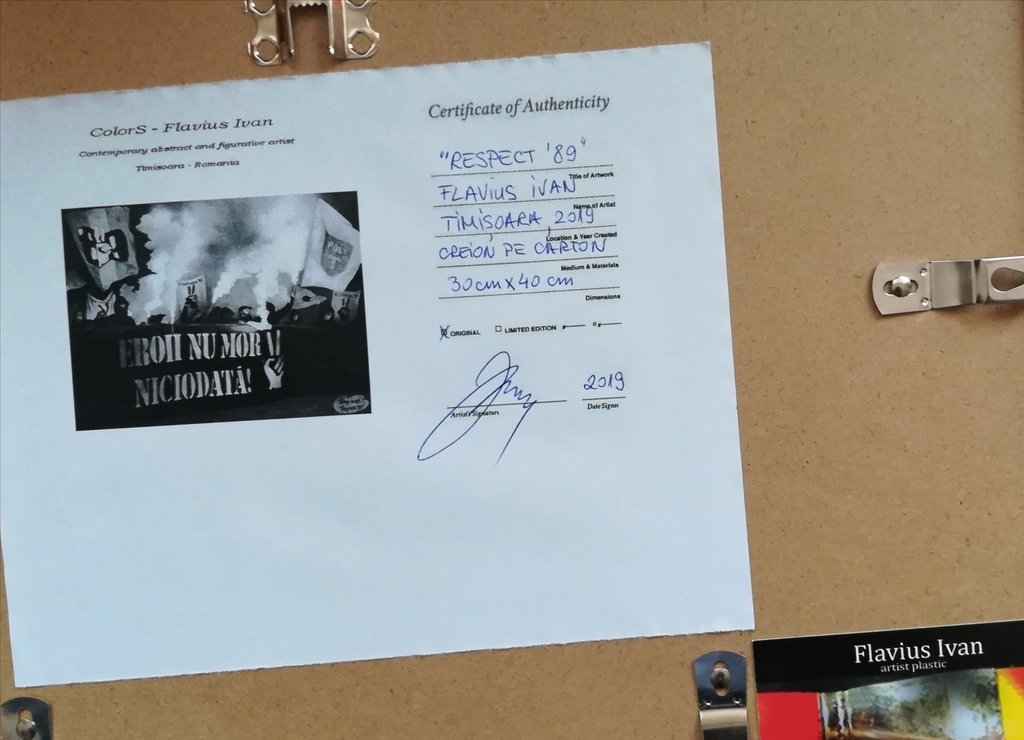 ColorS - Flavius Ivan
Contemporary abstract and figurative artist
Timisoara - Romania
EROII NU MOR
NICIODATĂ!
Certificate of Authenticity
"RESPECT '89"
Title of Artwork
FLAVIUS IVAN
Name of Artist
TIMIȘOARA, 2019
Location & Year Created
CREION PE CARTON
Medium & Materials
30cm x 40 cm
Dimensions
ORIGINAL LIMITED EDITION
Artist's Signature
2019
Date Signet
Flavius Ivan
artist plastic